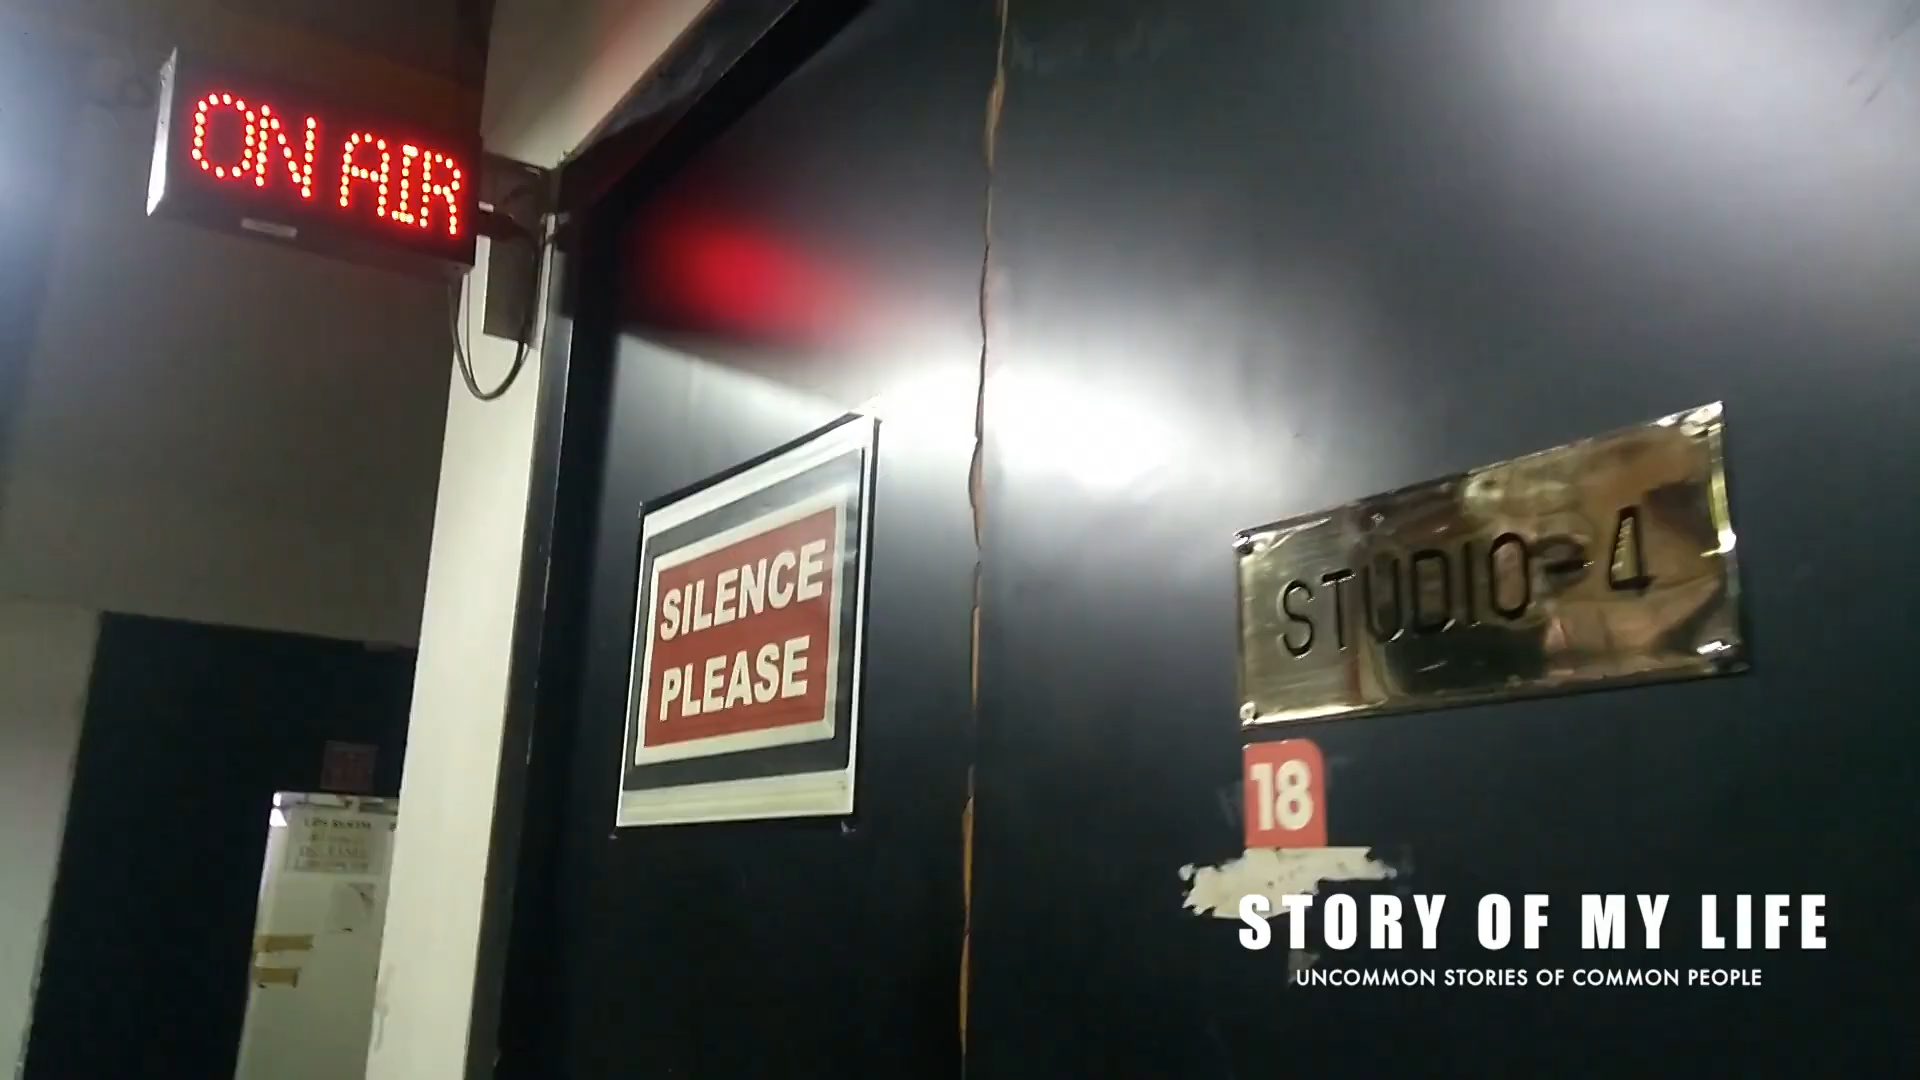 ON AIR
SILENCE
PLEASE
STUDIO-4
18
STORY OF MY LIFE
UNCOMMON STORIES OF COMMON PEOPLE